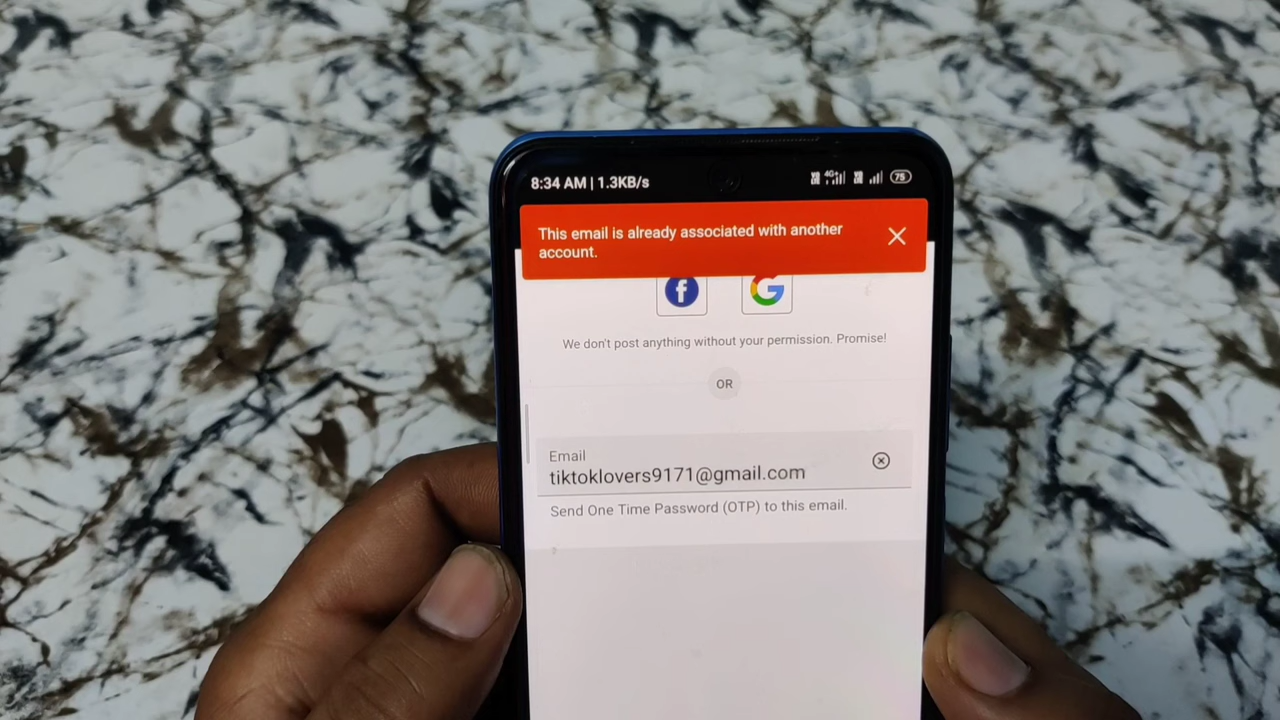 8:34 AM | 1.3KB/s
4G+
75
This email is already associated with another
account.
f
G
We don't post anything without your permission. Promise!
OR
Email
tiktoklovers9171@gmail.com
Send One Time Password (OTP) to this email.